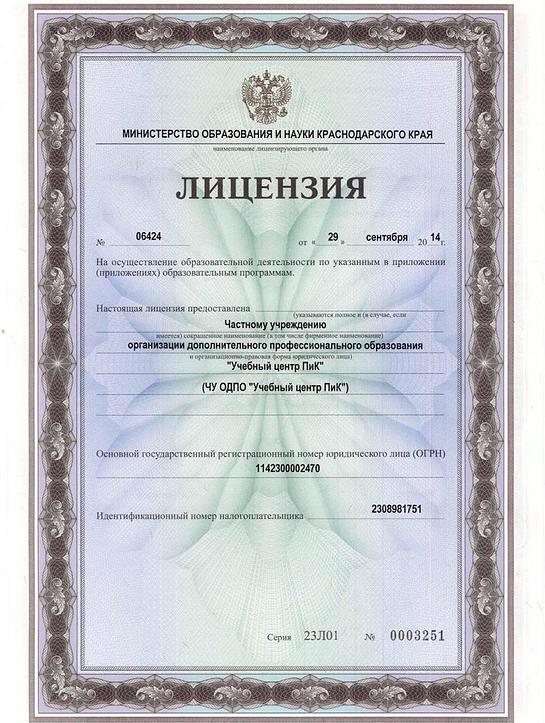 МИНИСТЕРСТВО ОБРАЗОВАНИЯ И НАУКИ КРАСНОДАРСКОГО КРАЯ
наименование лицензирующего органа
ЛИЦЕНЗИЯ
№ 06424 от « 29 » сентября 20 14 г.
На осуществление образовательной деятельности по указанным в приложении
(приложениях) образовательным программам.
Настоящая лицензия предоставлена (указываются полное и (в случае, если
Частному учреждению
имеется) сокращенное наименование (в том числе фирменное наименование)
организации дополнительного профессионального образования
и организационно-правовая форма юридического лица)
"Учебный центр ПиК"
(ЧУ ОДПО "Учебный центр ПиК")
Основной государственный регистрационный номер юридического лица (ОГРН)
1142300002470
Идентификационный номер налогоплательщика 2308981751
Серия 23Л01 № 0003251